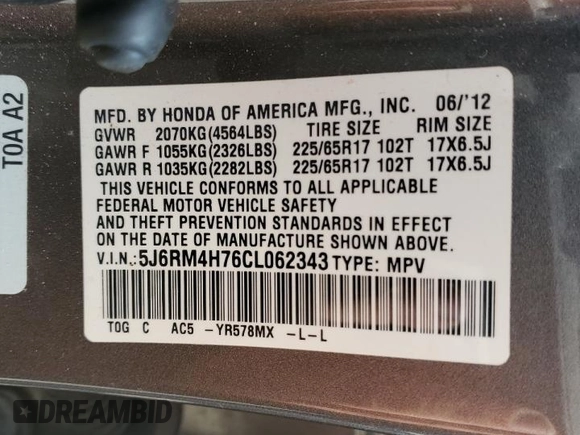 TOA A2
MFD. BY HONDA OF AMERICA MFG., INC. 06/'12
GVWR 2070KG(4564LBS) TIRE SIZE RIM SIZE
GAWR F 1055KG(2326LBS) 225/65R17 102T 17X6.5J
GAWR R 1035KG(2282LBS) 225/65R17 102T 17X6.5J
THIS VEHICLE CONFORMS TO ALL APPLICABLE
FEDERAL MOTOR VEHICLE SAFETY
AND THEFT PREVENTION STANDARDS IN EFFECT
ON THE DATE OF MANUFACTURE SHOWN ABOVE.
V.I.N.:5J6RM4H76CL062343 TYPE: MPV
TOG C AC5 -YR578MX -L-L
DREAMBID